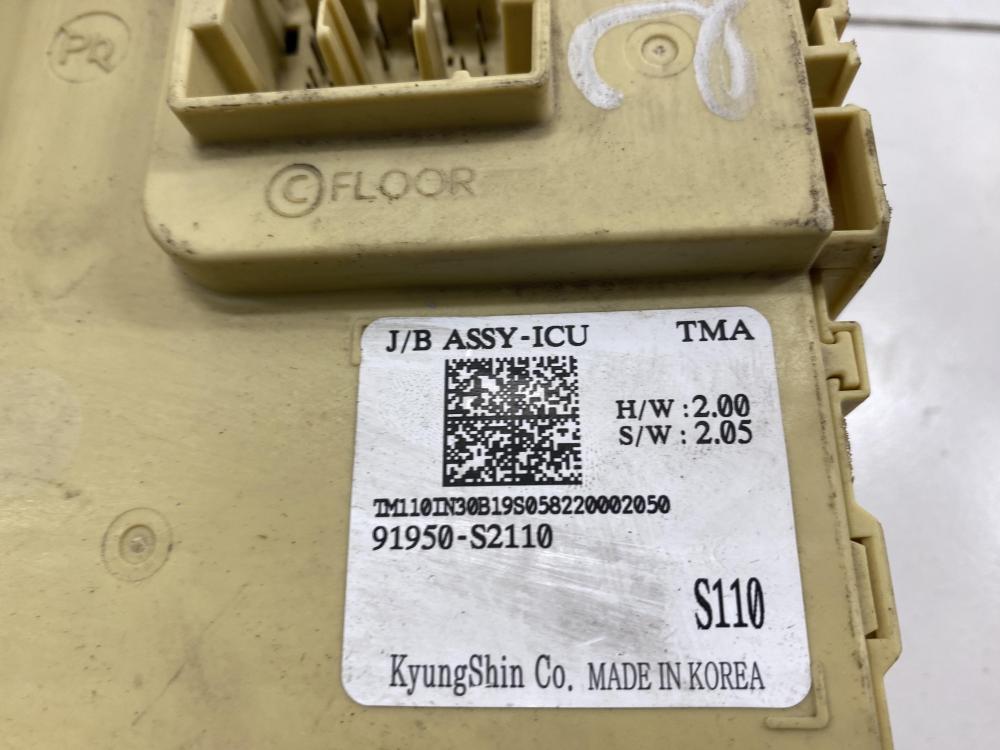 PQ
© FLOOR
J/B ASSY-ICU TMA
H/W : 2.00
S/W : 2.05
TM110IN30B19S058220002050
91950-S2110
S110
KyungShin Co. MADE IN KOREA